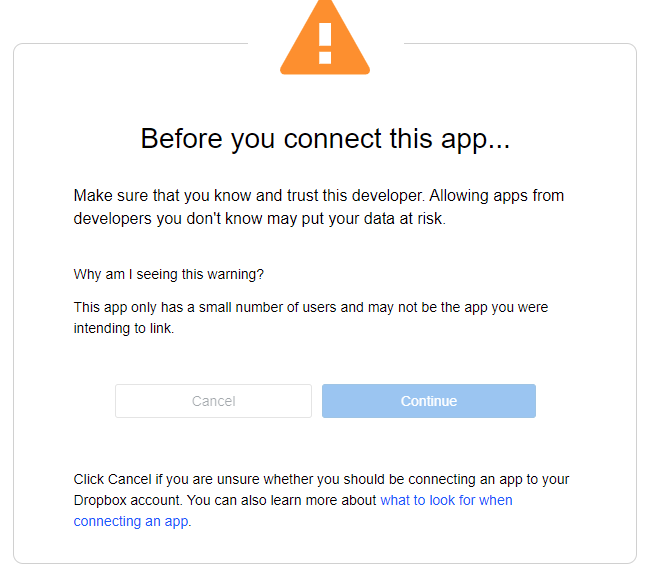 Before you connect this app...
Make sure that you know and trust this developer. Allowing apps from
developers you don't know may put your data at risk.
Why am I seeing this warning?
This app only has a small number of users and may not be the app you were
intending to link.
Cancel
Continue
Click Cancel if you are unsure whether you should be connecting an app to your
Dropbox account. You can also learn more about what to look for when
connecting an app.